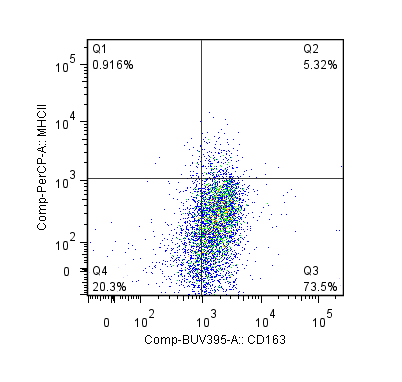 Q1
0.916%
Q2
5.32%
10^5
10^4
10^3
10^2
0
Comp-PerCP-A:: MHCII
Q4
20.3%
Q3
73.5%
0 10^2 10^3 10^4 10^5
Comp-BUV395-A:: CD163